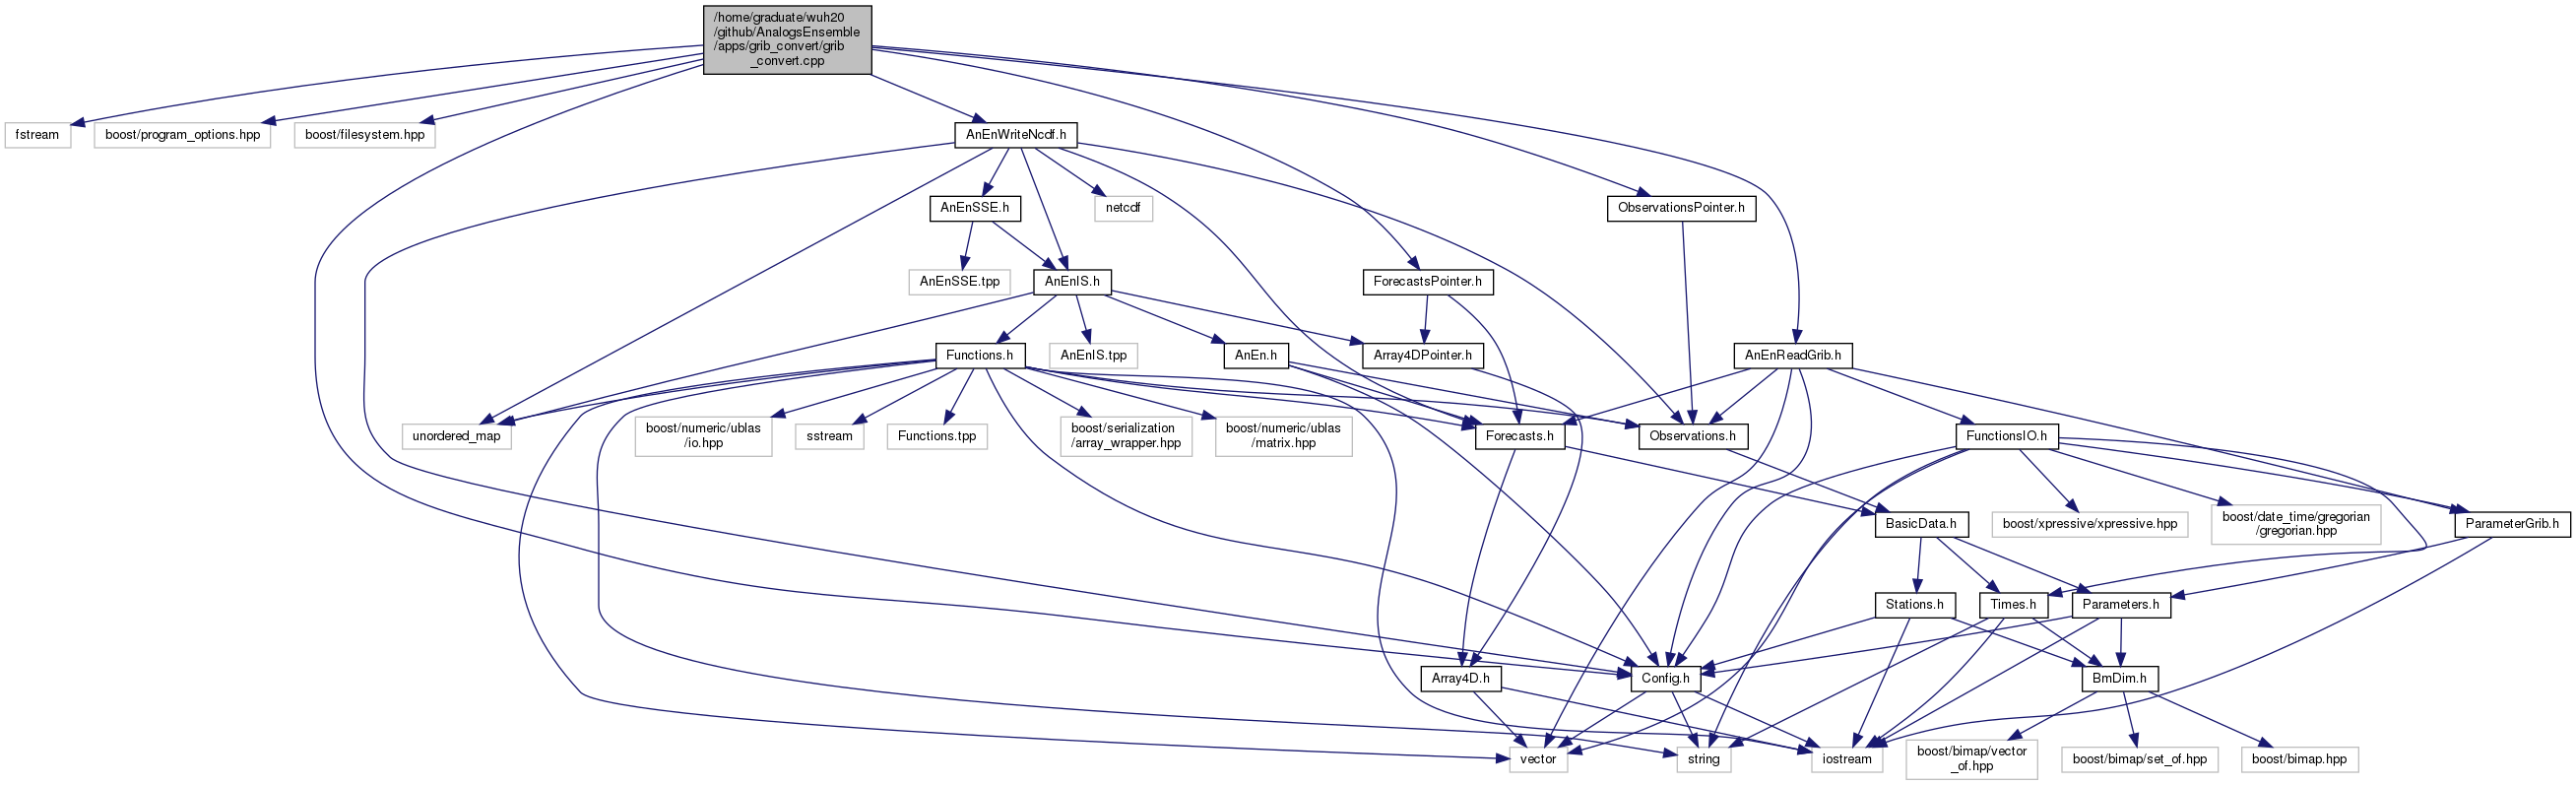 /home/graduate/wuh20
/github/AnalogsEnsemble
/apps/grib_convert/grib
_convert.cpp
fstream
boost/program_options.hpp
boost/filesystem.hpp
AnEnWriteNcdf.h
AnEnSSE.h
netcdf
ObservationsPointer.h
AnEnSSE.tpp
AnEnIS.h
ForecastsPointer.h
Functions.h
AnEnIS.tpp
AnEn.h
Array4DPointer.h
AnEnReadGrib.h
unordered_map
boost/numeric/ublas
/io.hpp
sstream
Functions.tpp
boost/serialization
/array_wrapper.hpp
boost/numeric/ublas
/matrix.hpp
Forecasts.h
Observations.h
FunctionsIO.h
BasicData.h
boost/xpressive/xpressive.hpp
boost/date_time/gregorian
/gregorian.hpp
ParameterGrib.h
Stations.h
Times.h
Parameters.h
Array4D.h
Config.h
BmDim.h
vector
string
iostream
boost/bimap/vector
_of.hpp
boost/bimap/set_of.hpp
boost/bimap.hpp